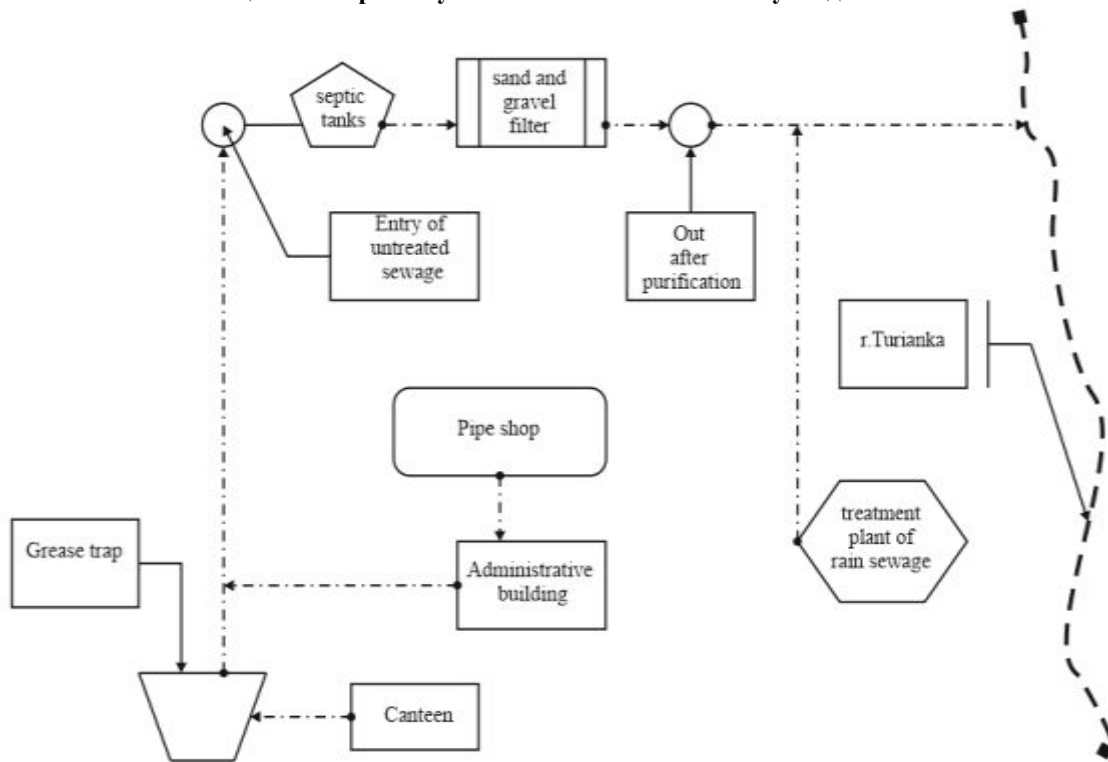 septic
tanks
sand and
gravel
filter
Entry of
untreated
sewage
Out
after
purification
r.Turianka
Pipe shop
treatment
plant of
rain sewage
Grease trap
Administrative
building
Canteen